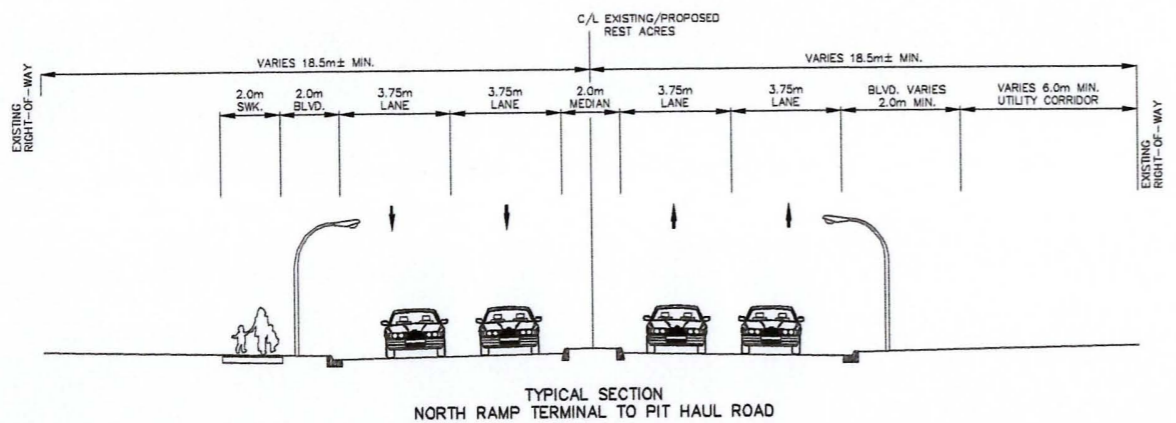 C/L EXISTING/PROPOSED
REST ACRES
VARIES 18.5m± MIN.
VARIES 18.5m± MIN.
EXISTING
RIGHT-OF-WAY
2.0m
SWK.
2.0m
BLVD.
3.75m
LANE
3.75m
LANE
2.0m
MEDIAN
3.75m
LANE
3.75m
LANE
BLVD. VARIES
2.0m MIN.
VARIES 6.0m MIN.
UTILITY CORRIDOR
EXISTING
RIGHT-OF-WAY
TYPICAL SECTION
NORTH RAMP TERMINAL TO PIT HAUL ROAD